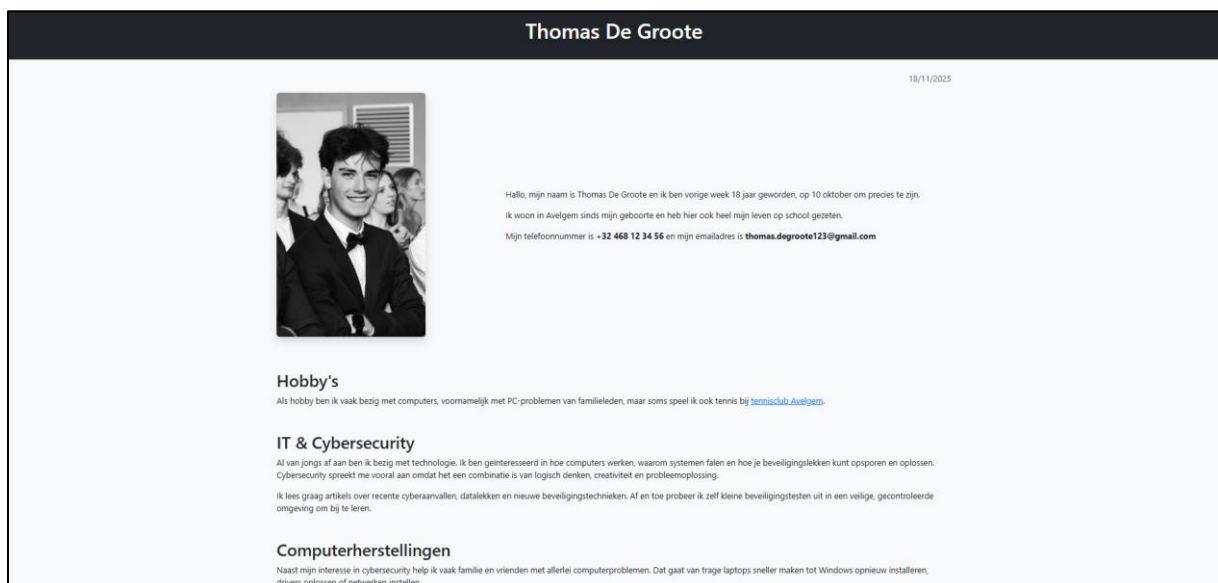 Thomas De Groote
18/11/2025
Hallo, mijn naam is Thomas De Groote en ik ben vorige week 18 jaar geworden, op 10 oktober om precies te zijn.
Ik woon in Avelgem sinds mijn geboorte en heb hier ook heel mijn leven op school gezeten.
Mijn telefoonnummer is +32 468 12 34 56 en mijn emailadres is thomas.degroote123@gmail.com
Hobby's
Als hobby ben ik vaak bezig met computers, voornamelijk met PC-problemen van familieleden, maar soms speel ik ook tennis bij tennisclub Avelgem.
IT & Cybersecurity
Al van jongs af aan ben ik bezig met technologie. Ik ben geïnteresseerd in hoe computers werken, waarom systemen falen en hoe je beveiligingslekken kunt opsporen en oplossen.
Cybersecurity spreekt me vooral aan omdat het een combinatie is van logisch denken, creativiteit en probleemoplossing.
Ik lees graag artikels over recente cyberaanvallen, datalekken en nieuwe beveiligingstechnieken. Af en toe probeer ik zelf kleine beveiligingstesten uit in een veilige, gecontroleerde
omgeving om bij te leren.
Computerherstellingen
Naast mijn interesse in cybersecurity help ik vaak familie en vrienden met allerlei computerproblemen. Dat gaat van trage laptops sneller maken tot Windows opnieuw installeren,
drivers oplossen of netwerken instellen.